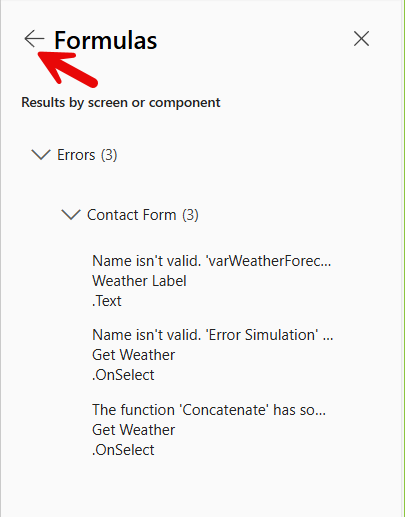 Formulas
Results by screen or component
Errors (3)
Contact Form (3)
Name isn't valid. 'varWeatherForec...
Weather Label
.Text
Name isn't valid. 'Error Simulation' ...
Get Weather
.OnSelect
The function 'Concatenate' has so...
Get Weather
.OnSelect